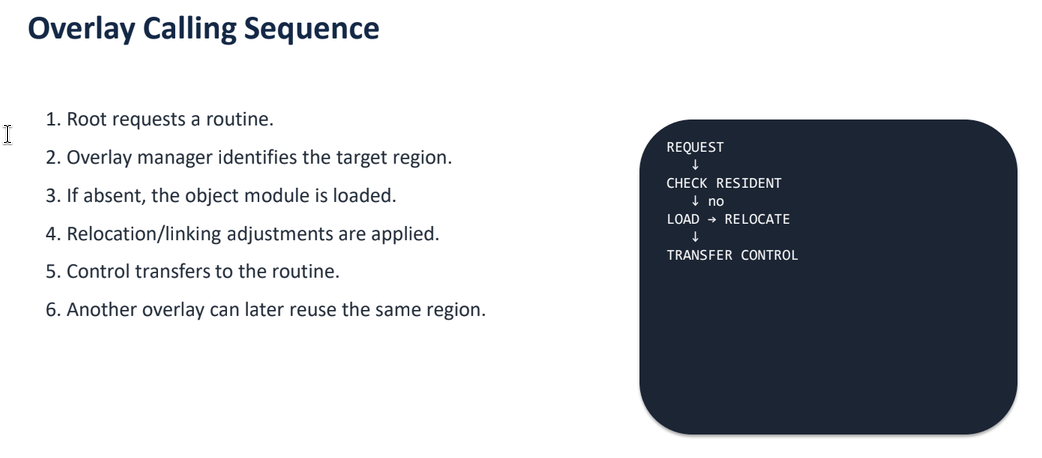 Overlay Calling Sequence
1. Root requests a routine.
2. Overlay manager identifies the target region.
3. If absent, the object module is loaded.
4. Relocation/linking adjustments are applied.
5. Control transfers to the routine.
6. Another overlay can later reuse the same region.
REQUEST
↓
CHECK RESIDENT
↓ no
LOAD → RELOCATE
↓
TRANSFER CONTROL